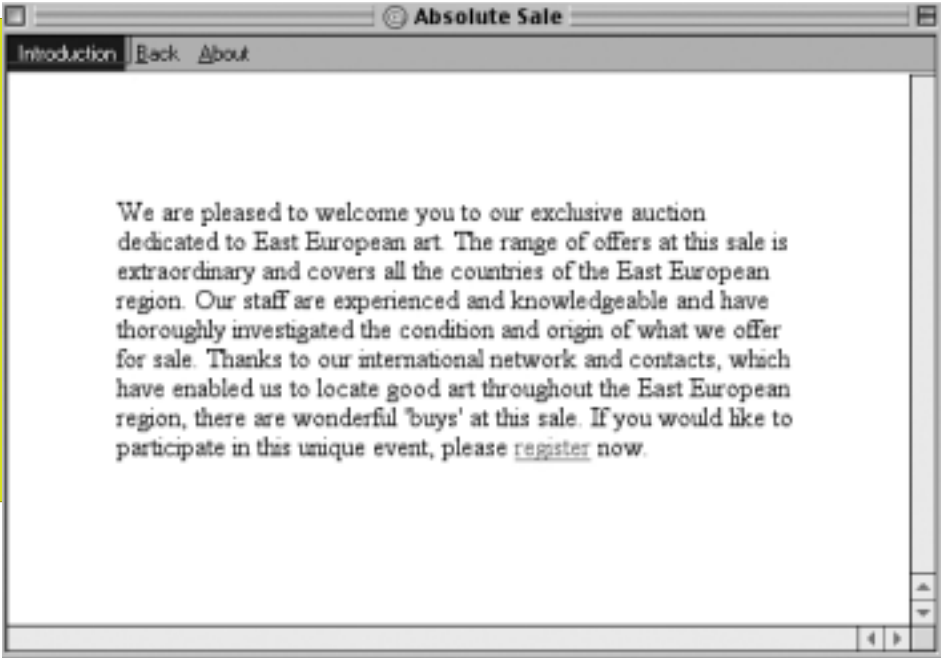 Absolute Sale
Introduction Back About
We are pleased to welcome you to our exclusive auction
dedicated to East European art. The range of offers at this sale is
extraordinary and covers all the countries of the East European
region. Our staff are experienced and knowledgeable and have
thoroughly investigated the condition and origin of what we offer
for sale. Thanks to our international network and contacts, which
have enabled us to locate good art throughout the East European
region, there are wonderful 'buys' at this sale. If you would like to
participate in this unique event, please register now.